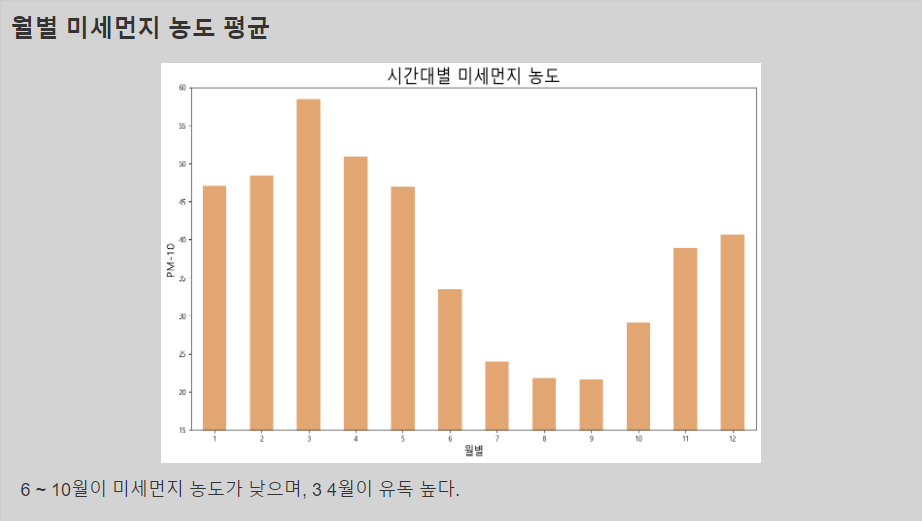 월별 미세먼지 농도 평균
시간대별 미세먼지 농도
60
55
50
45
40
35
30
25
20
15
PM-10
1 2 3 4 5 6 7 8 9 10 11 12
월별
6 ~ 10월이 미세먼지 농도가 낮으며, 3 4월이 유독 높다.